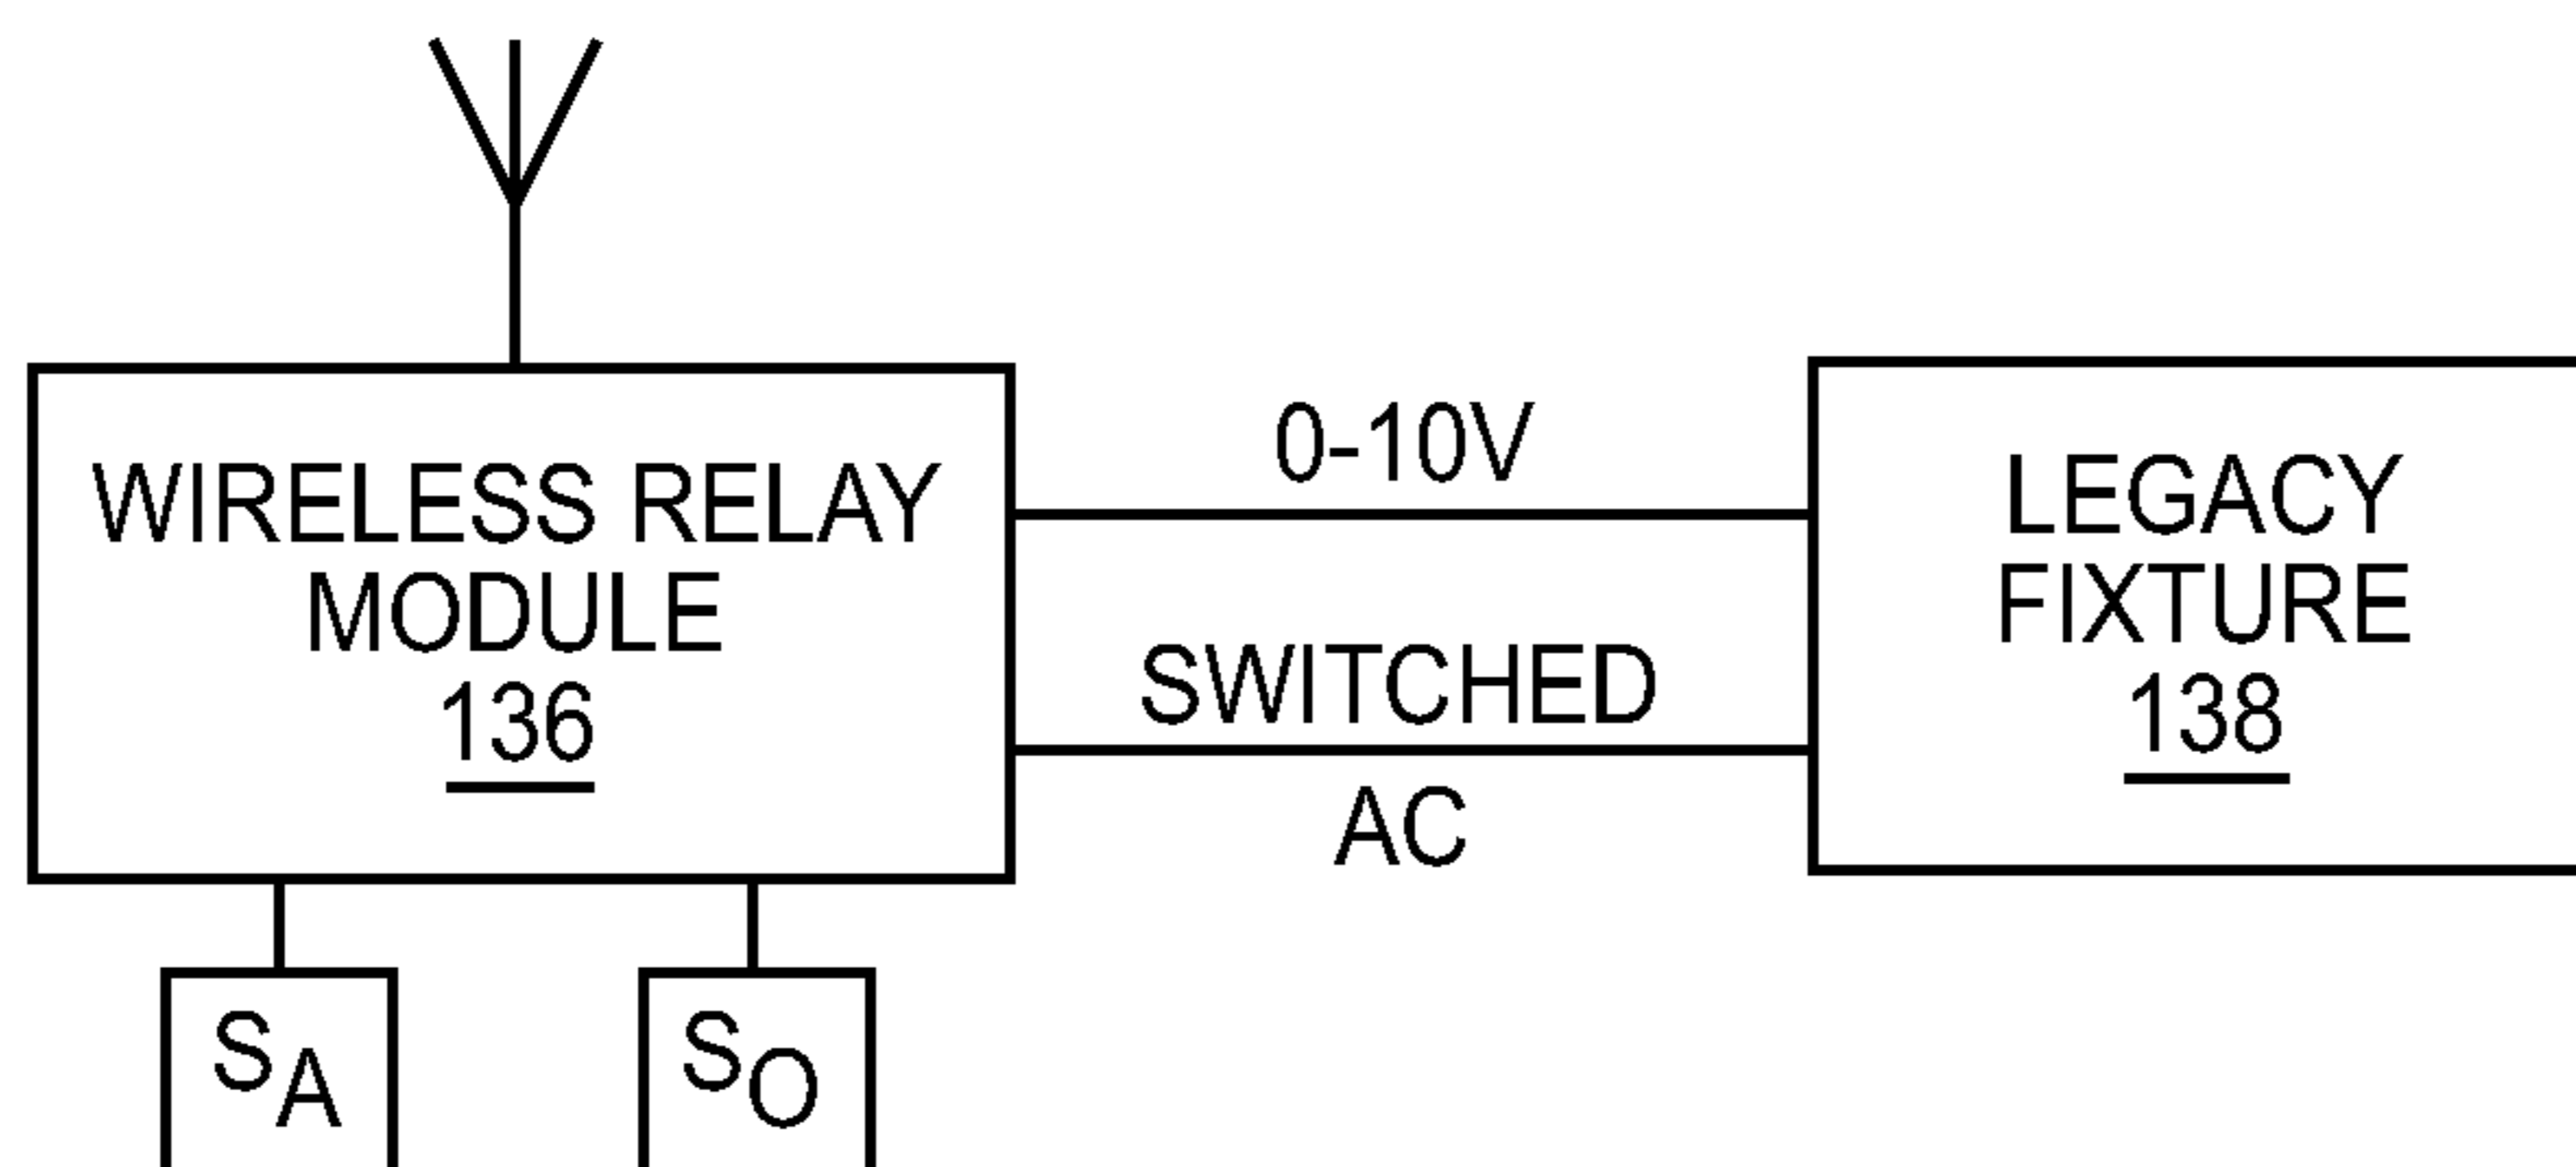 WIRELESS RELAY
MODULE
136
0-10V
SWITCHED
AC
LEGACY
FIXTURE
138
SA
SO